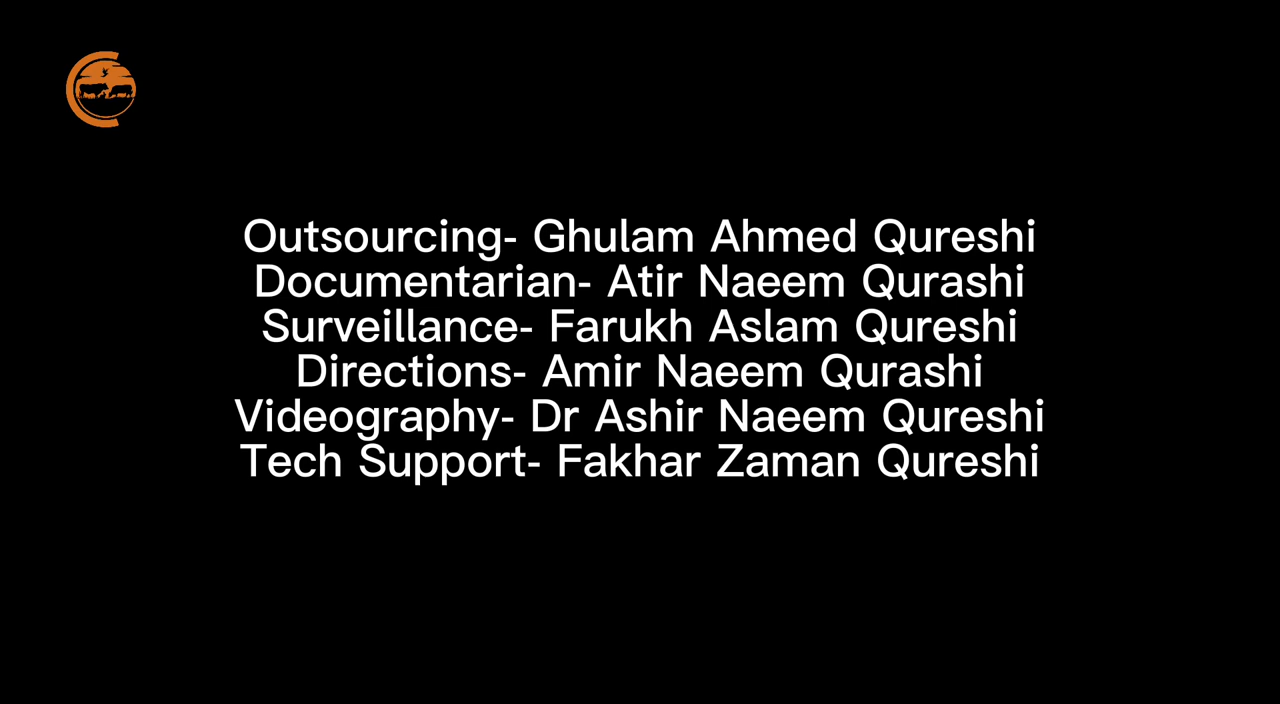 Outsourcing- Ghulam Ahmed Qureshi
Documentarian- Atir Naeem Qurashi
Surveillance- Farukh Aslam Qureshi
Directions- Amir Naeem Qurashi
Videography- Dr Ashir Naeem Qureshi
Tech Support- Fakhar Zaman Qureshi